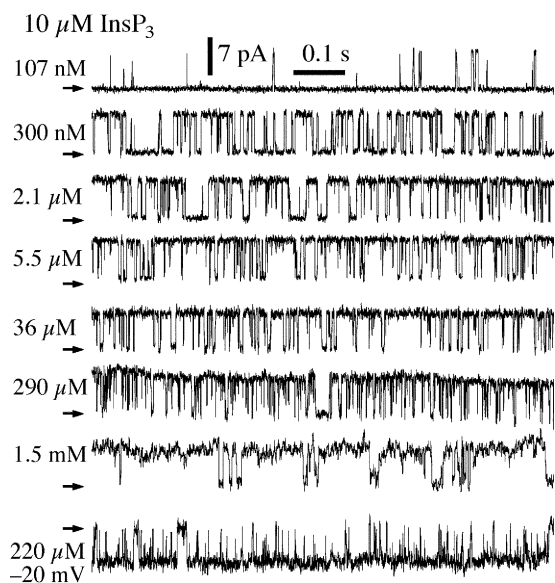 10 µM InsP₃
7 pA 0.1 s
107 nM
300 nM
2.1 µM
5.5 µM
36 µM
290 µM
1.5 mM
220 µM
–20 mV